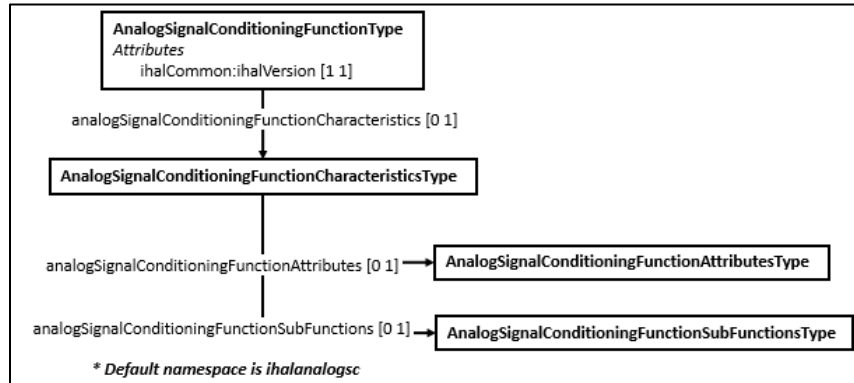 AnalogSignalConditioningFunctionType
Attributes
ihalCommon:ihalVersion [1 1]
analogSignalConditioningFunctionCharacteristics [0 1]
AnalogSignalConditioningFunctionCharacteristicsType
analogSignalConditioningFunctionAttributes [0 1]
AnalogSignalConditioningFunctionAttributesType
analogSignalConditioningFunctionSubFunctions [0 1]
AnalogSignalConditioningFunctionSubFunctionsType
* Default namespace is ihalanalogsc